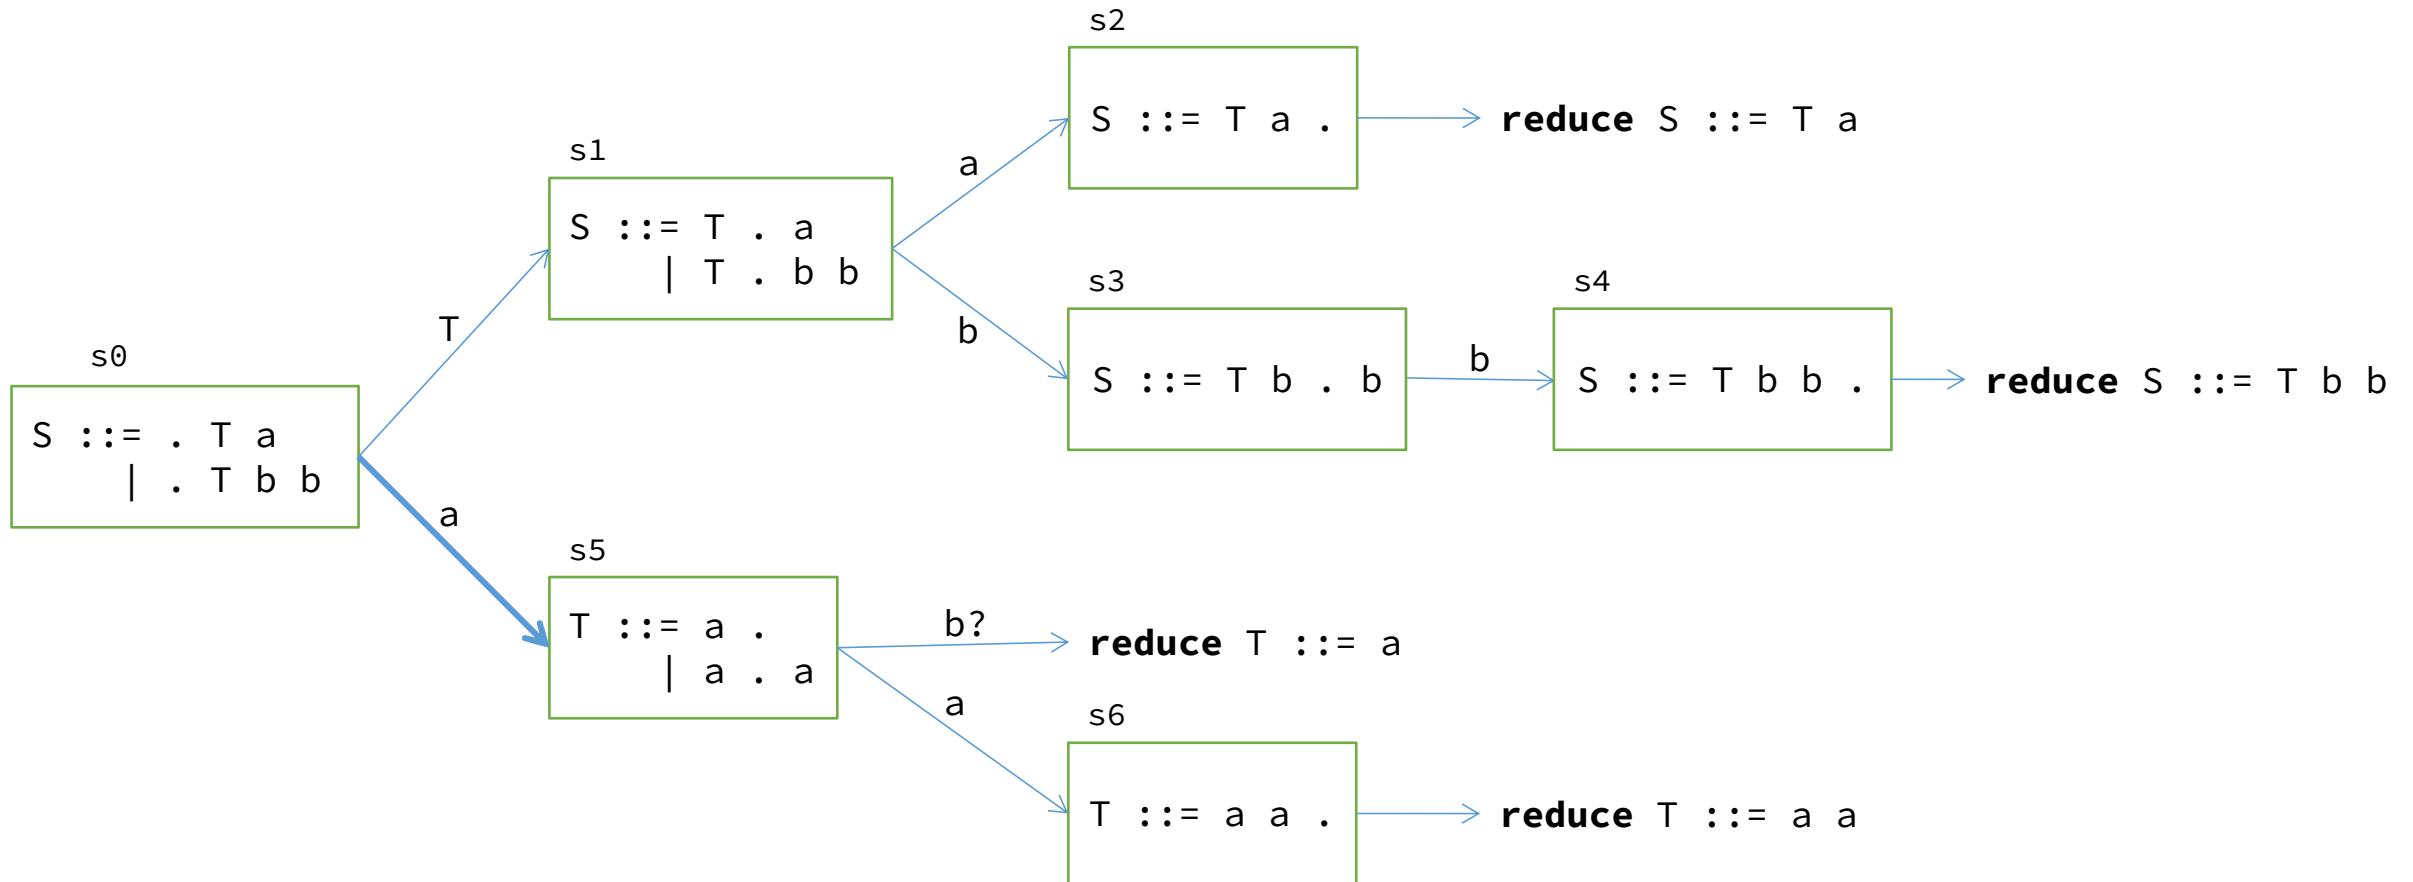 s2
S ::= T a .
reduce S ::= T a
s1
a
S ::= T . a
| T . b b
s3
s4
T
b
b
S ::= T b . b
S ::= T b b .
reduce S ::= T b b
s0
S ::= . T a
| . T b b
a
s5
T ::= a .
| a . a
b?
reduce T ::= a
a
s6
T ::= a a .
reduce T ::= a a